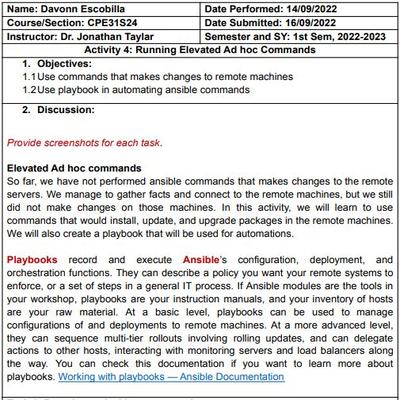 Name: Davonn Escobilla
Date Performed: 14/09/2022
Course/Section: CPE31S24
Date Submitted: 16/09/2022
Instructor: Dr. Jonathan Taylar
Semester and SY: 1st Sem, 2022-2023
Activity 4: Running Elevated Ad hoc Commands
1. Objectives:
1.1 Use commands that makes changes to remote machines
1.2 Use playbook in automating ansible commands
2. Discussion:
Provide screenshots for each task.
Elevated Ad hoc commands
So far, we have not performed ansible commands that makes changes to the remote
servers. We manage to gather facts and connect to the remote machines, but we still
did not make changes on those machines. In this activity, we will learn to use
commands that would install, update, and upgrade packages in the remote machines.
We will also create a playbook that will be used for automations.
Playbooks record and execute Ansible's configuration, deployment, and
orchestration functions. They can describe a policy you want your remote systems to
enforce, or a set of steps in a general IT process. If Ansible modules are the tools in
your workshop, playbooks are your instruction manuals, and your inventory of hosts
are your raw material. At a basic level, playbooks can be used to manage
configurations of and deployments to remote machines. At a more advanced level,
they can sequence multi-tier rollouts involving rolling updates, and can delegate
actions to other hosts, interacting with monitoring servers and load balancers along
the way. You can check this documentation if you want to learn more about
playbooks. Working with playbooks — Ansible Documentation